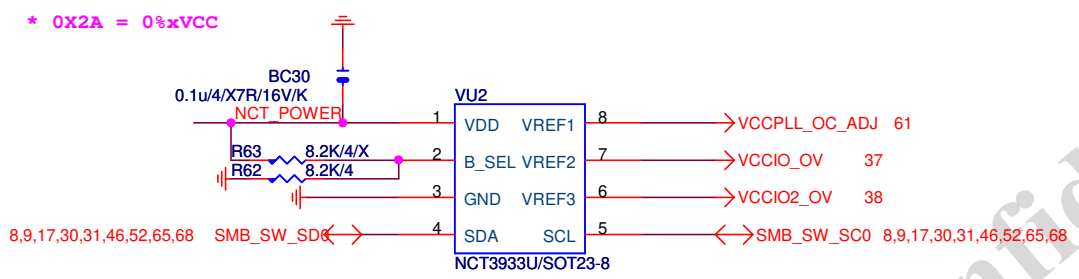 * 0X2A = 0%xVCC
BC30
0.1u/4/X7R/16V/K
NCT_POWER
VU2
1 VDD VREF1 8 VCCPLL_OC_ADJ 61
R63 8.2K/4/X
2 B_SEL VREF2 7 VCCIO_OV 37
R62 8.2K/4
3 GND VREF3 6 VCCIO2_OV 38
8,9,17,30,31,46,52,65,68 SMB_SW_SD0 4 SDA SCL 5 SMB_SW_SC0 8,9,17,30,31,46,52,65,68
NCT3933U/SOT23-8
nfid